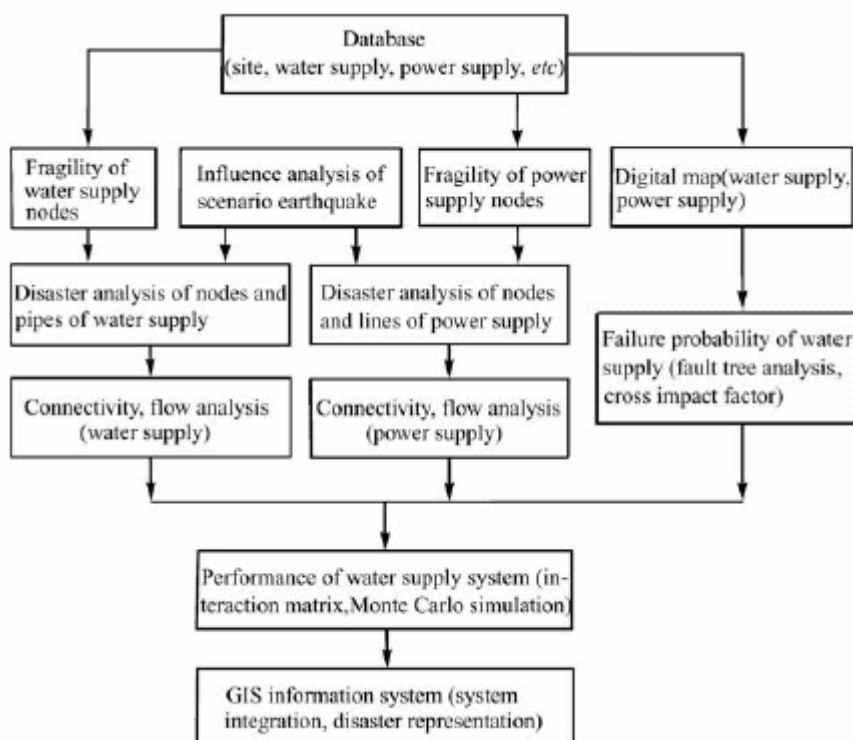 Database
(site, water supply, power supply, etc)
Fragility of
water supply
nodes
Influence analysis of
scenario earthquake
Fragility of power
supply nodes
Digital map(water supply,
power supply)
Disaster analysis of nodes and
pipes of water supply
Disaster analysis of nodes
and lines of power supply
Failure probability of water
supply (fault tree analysis,
cross impact factor)
Connectivity, flow analysis
(water supply)
Connectivity, flow analysis
(power supply)
Performance of water supply system (in-
teraction matrix,Monte Carlo simulation)
GIS information system (system
integration, disaster representation)